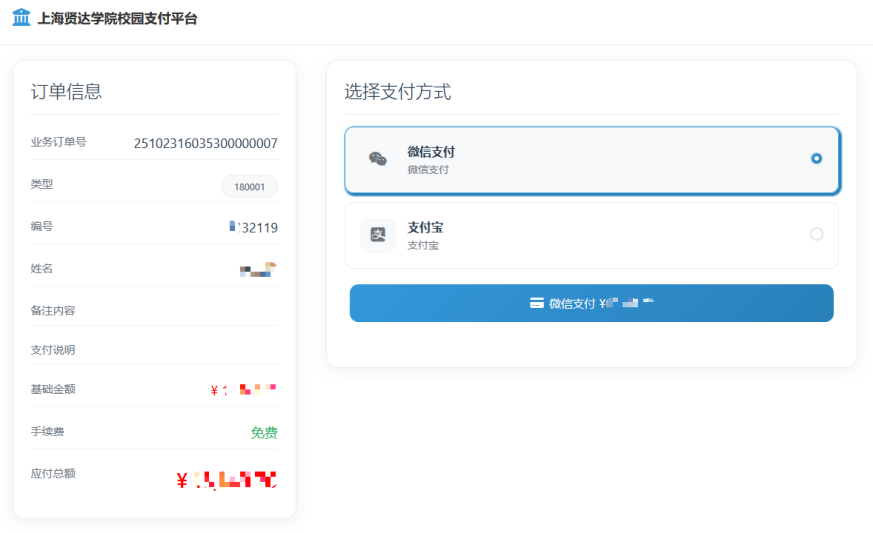 上海贤达学院校园支付平台
订单信息
业务订单号 25102316035300000007
类型 180001
编号 32119
姓名
备注内容
支付说明
基础金额 ¥
手续费 免费
应付总额 ¥
选择支付方式
微信支付
微信支付
支付宝
支付宝
微信支付 ¥